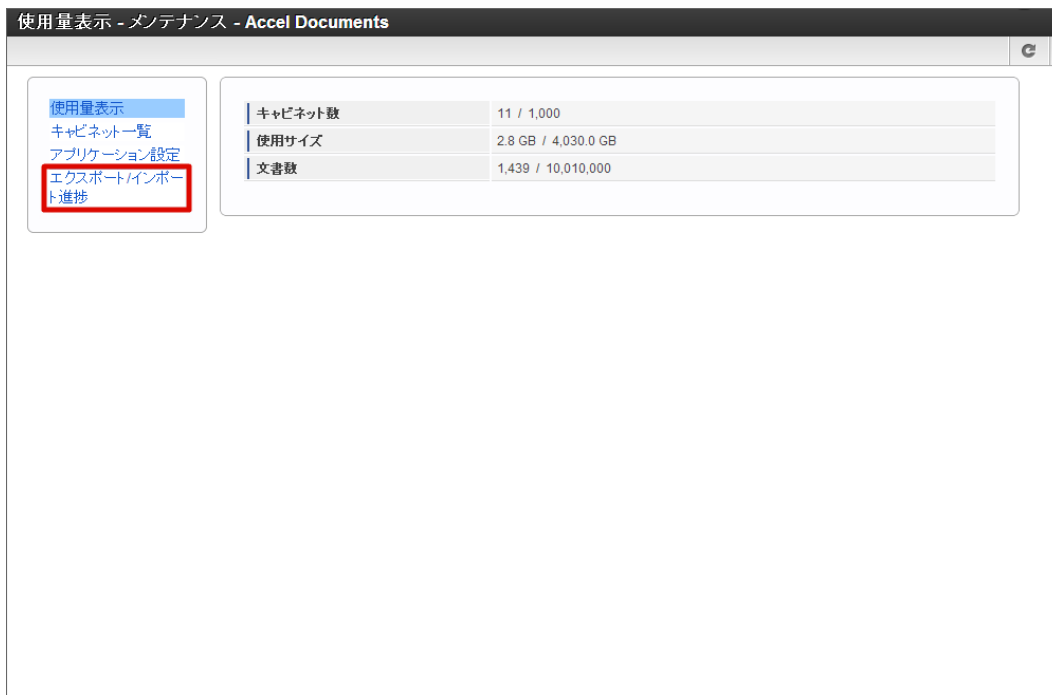 使用量表示 - メンテナンス - Accel Documents
使用量表示
キャビネット一覧
アプリケーション設定
エクスポート/インポー
ト進捗
キャビネット数 11 / 1,000
使用サイズ 2.8 GB / 4,030.0 GB
文書数 1,439 / 10,010,000